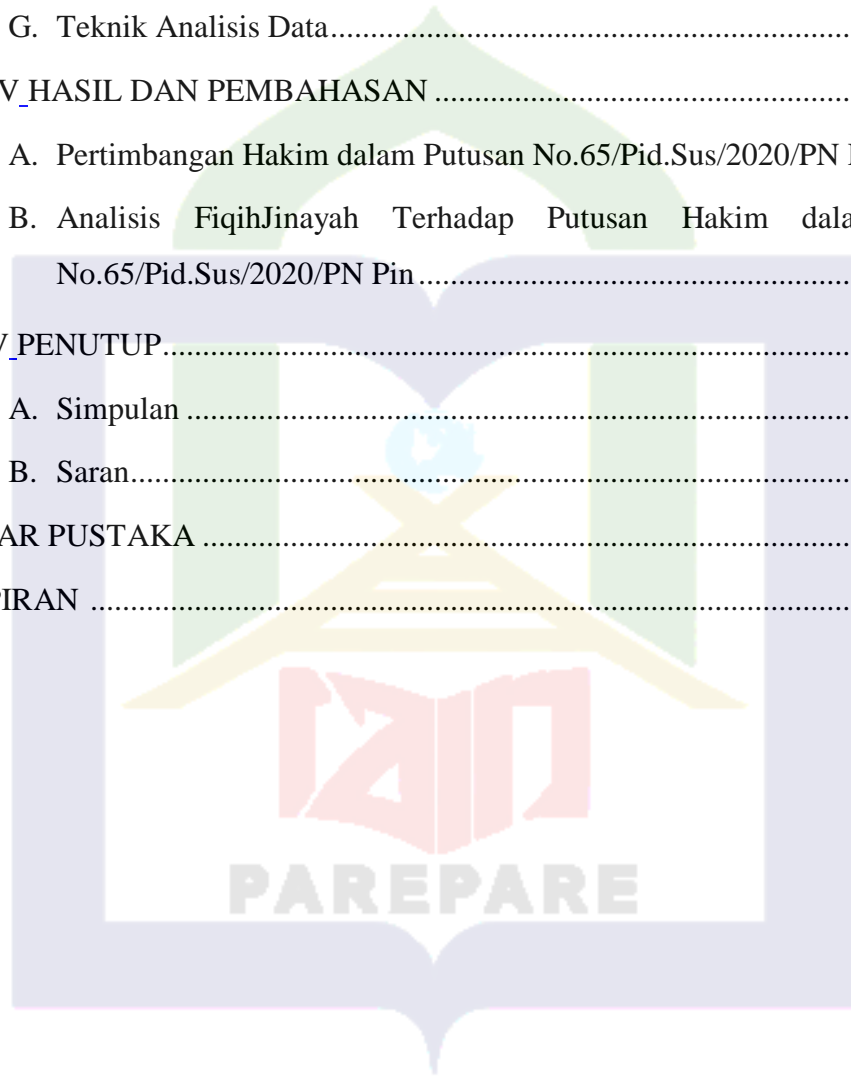 G. Teknik Analisis Data................................................................
V HASIL DAN PEMBAHASAN ....................................................
A. Pertimbangan Hakim dalam Putusan No.65/Pid.Sus/2020/PN
B. Analisis FiqihJinayah Terhadap Putusan Hakim
No.65/Pid.Sus/2020/PN Pin......................................................
PENUTUP......................................................................................
A. Simpulan ..................................................................................
B. Saran.........................................................................................
AR PUSTAKA .................................................................................
PIRAN ..............................................................................................
iain
PAREPARE